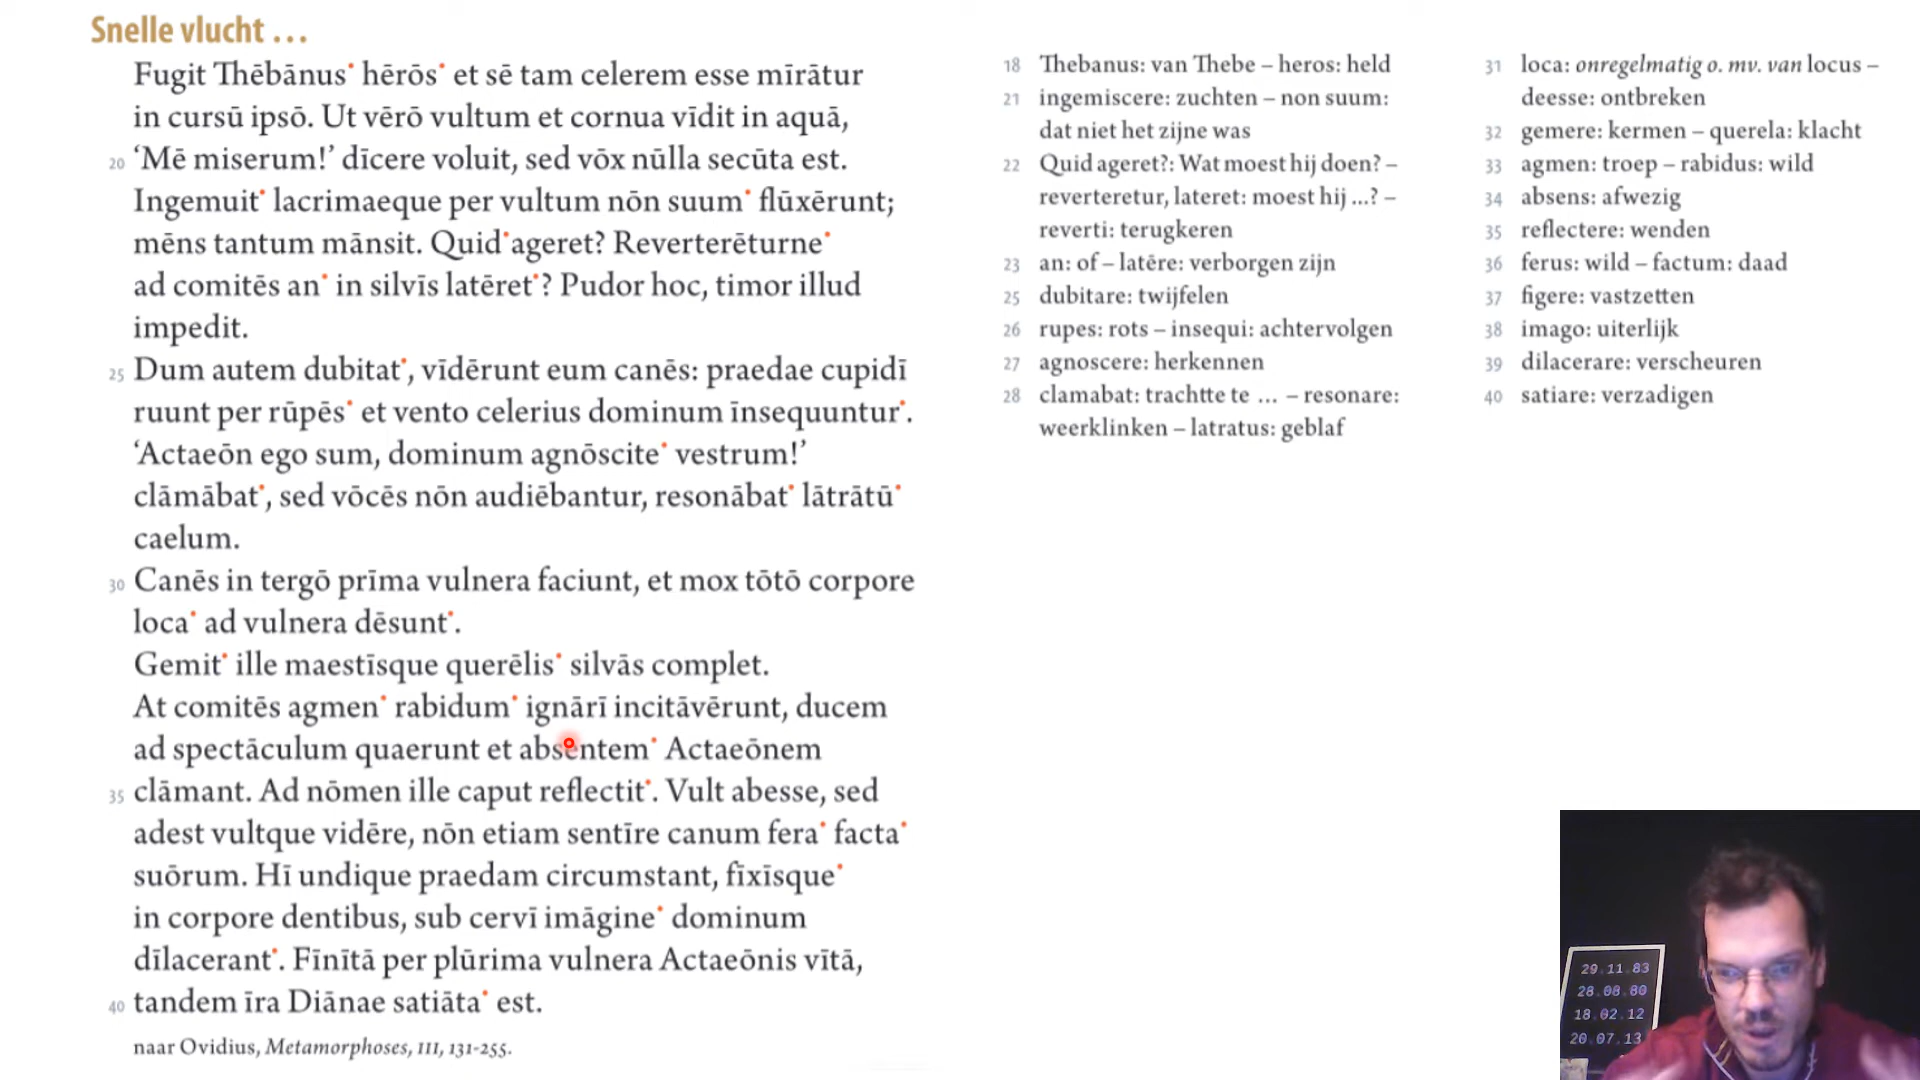 Snelle vlucht …
Fugit Thēbānus• hērōs• et sē tam celerem esse mīrātur
in cursū ipsō. Ut vērō vultum et cornua vīdit in aquā,
20 ‘Mē miserum!’ dīcere voluit, sed vōx nūlla secūta est.
Ingemuit• lacrimaeque per vultum nōn suum• flūxērunt;
mēns tantum mānsit. Quid•ageret? Reverterēturne•
ad comitēs an• in silvīs latēret•? Pudor hoc, timor illud
impedit.
25 Dum autem dubitat•, vīdērunt eum canēs: praedae cupidī
ruunt per rūpēs• et vento celerius dominum īnsequuntur•.
‘Actaeōn ego sum, dominum agnōscite• vestrum!’
clāmābat•, sed vōcēs nōn audiēbantur, resonābat• lātrātū•
caelum.
30 Canēs in tergō prīma vulnera faciunt, et mox tōtō corpore
loca• ad vulnera dēsunt•.
Gemit• ille maestīsque querēlis• silvās complet.
At comitēs agmen• rabidum• ignārī incitāvērunt, ducem
ad spectāculum quaerunt et absentem• Actaeōnem
35 clāmant. Ad nōmen ille caput reflectit•. Vult abesse, sed
adest vultque vidēre, nōn etiam sentīre canum fera• facta•
suōrum. Hī undique praedam circumstant, fīxīsque•
in corpore dentibus, sub cervī imāgine• dominum
dīlacerant•. Fīnītā per plūrima vulnera Actaeōnis vītā,
40 tandem īra Diānae satiāta• est.
naar Ovidius, Metamorphoses, III, 131-255.
18 Thebanus: van Thebe – heros: held
21 ingemiscere: zuchten – non suum:
dat niet het zijne was
22 Quid ageret?: Wat moest hij doen? –
reverteretur, lateret: moest hij ...? –
reverti: terugkeren
23 an: of – latēre: verborgen zijn
25 dubitare: twijfelen
26 rupes: rots – insequi: achtervolgen
27 agnoscere: herkennen
28 clamabat: trachtte te … – resonare:
weerklinken – latratus: geblaf
31 loca: onregelmatig o. mv. van locus –
deesse: ontbreken
32 gemere: kermen – querela: klacht
33 agmen: troep – rabidus: wild
34 absens: afwezig
35 reflectere: wenden
36 ferus: wild – factum: daad
37 figere: vastzetten
38 imago: uiterlijk
39 dilacerare: verscheuren
40 satiare: verzadigen
29.11.83
28.08.80
18.02.12
20.07.13